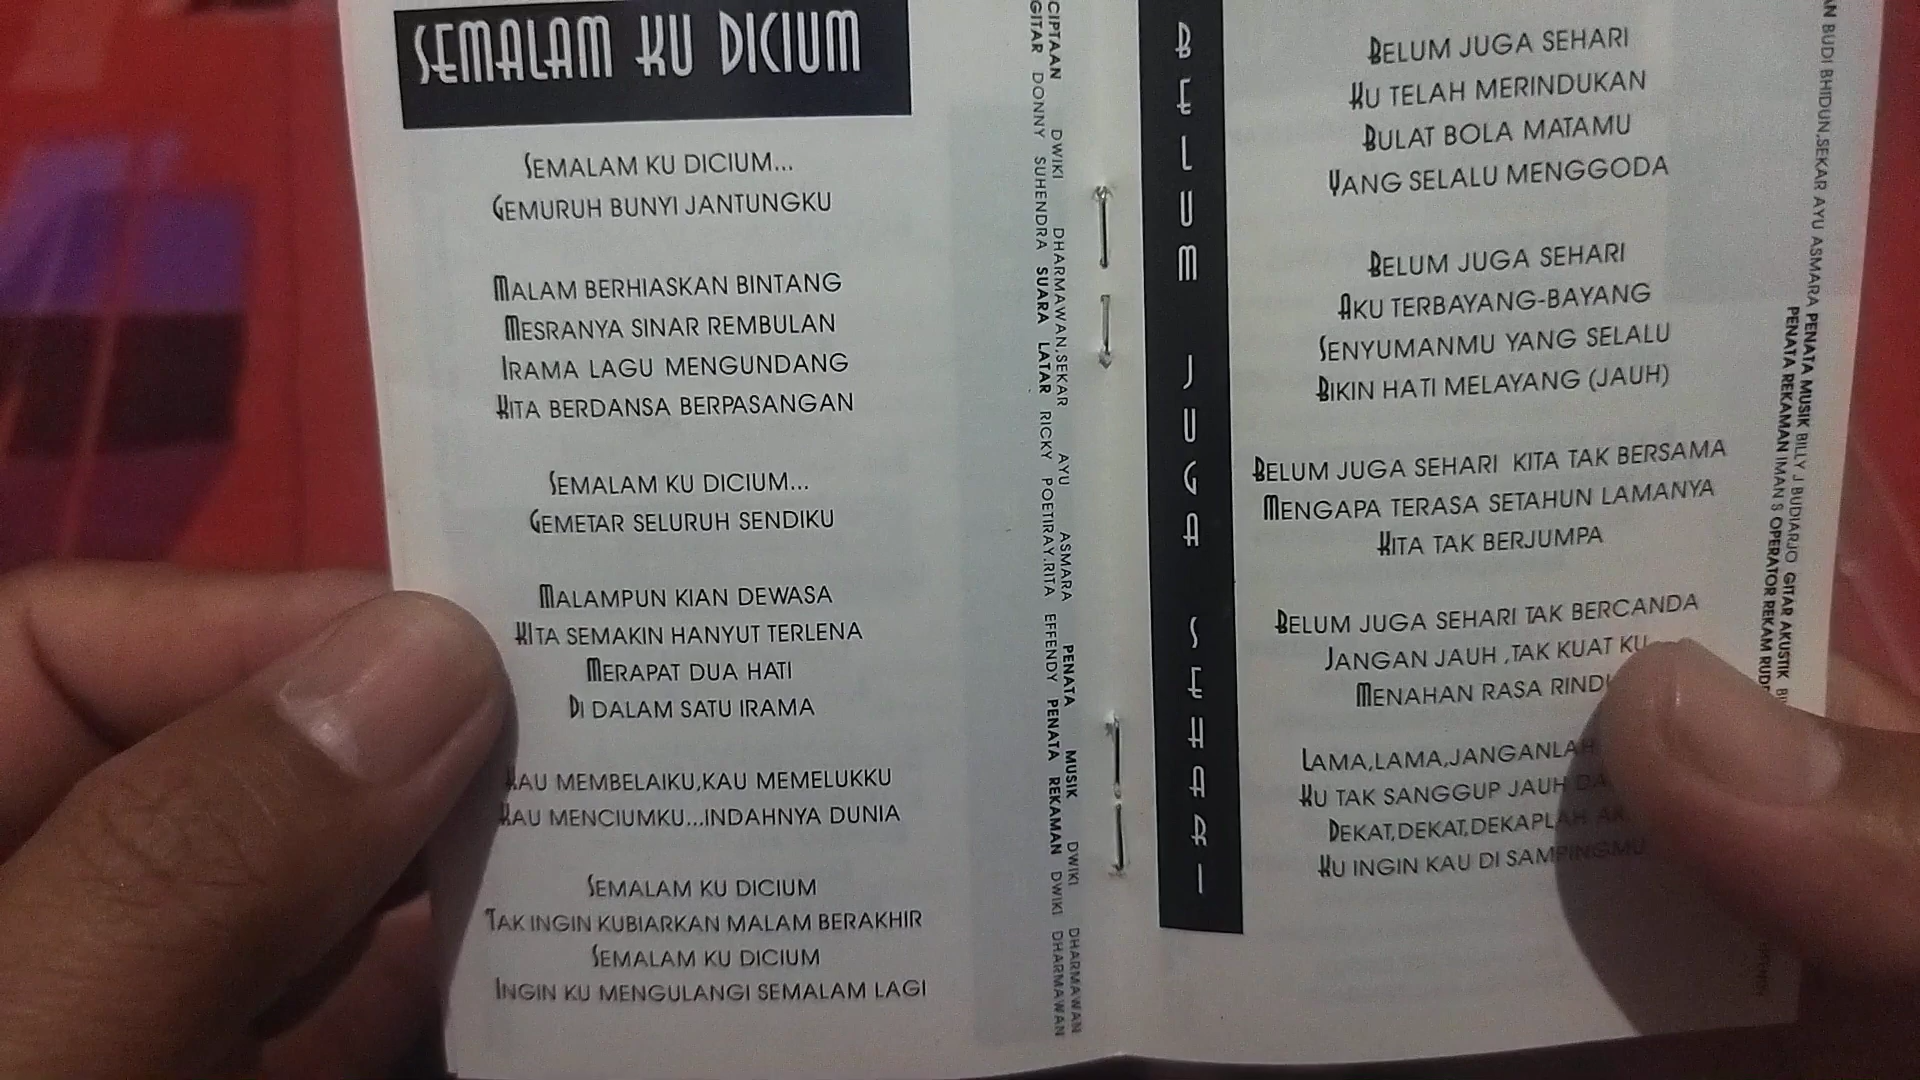 SEMALAM KU DICIUM
SEMALAM KU DICIUM...
GEMURUH BUNYI JANTUNGKU
MALAM BERHIASKAN BINTANG
MESRANYA SINAR REMBULAN
IRAMA LAGU MENGUNDANG
KITA BERDANSA BERPASANGAN
SEMALAM KU DICIUM...
GEMETAR SELURUH SENDIKU
MALAMPUN KIAN DEWASA
KITA SEMAKIN HANYUT TERLENA
MERAPAT DUA HATI
DI DALAM SATU IRAMA
KAU MEMBELAIKU,KAU MEMELUKKU
KAU MENCIUMKU...INDAHNYA DUNIA
SEMALAM KU DICIUM
TAK INGIN KUBIARKAN MALAM BERAKHIR
SEMALAM KU DICIUM
INGIN KU MENGULANGI SEMALAM LAGI
CIPTAAN DWIKI DHARMAWAN,SEKAR AYU ASMARA PENATA MUSIK DWIKI DHARMAWAN
GITAR DONNY SUHENDRA SUARA LATAR RICKY POETIRAY,RITA EFFENDY PENATA REKAMAN DWIKI DHARMAWAN
BELUM JUGA SEHARI
BELUM JUGA SEHARI
KU TELAH MERINDUKAN
BULAT BOLA MATAMU
YANG SELALU MENGGODA
BELUM JUGA SEHARI
AKU TERBAYANG-BAYANG
SENYUMANMU YANG SELALU
BIKIN HATI MELAYANG (JAUH)
BELUM JUGA SEHARI KITA TAK BERSAMA
MENGAPA TERASA SETAHUN LAMANYA
KITA TAK BERJUMPA
BELUM JUGA SEHARI TAK BERCANDA
JANGAN JAUH ,TAK KUAT KU
MENAHAN RASA
LAMA,LAMA,JANGANLAH
KU TAK SANGGUP JAUH
DEKAT,DEKAT,DEKAPLAH
KU INGIN KAU DI SAMPINGMU
BUDI BHIDUN,SEKAR AYU ASMARA PENATA MUSIK BILLY J.BUDIARJO GITAR AKUSTIK
PENATA REKAMAN IMAN S OPERATOR REKAM